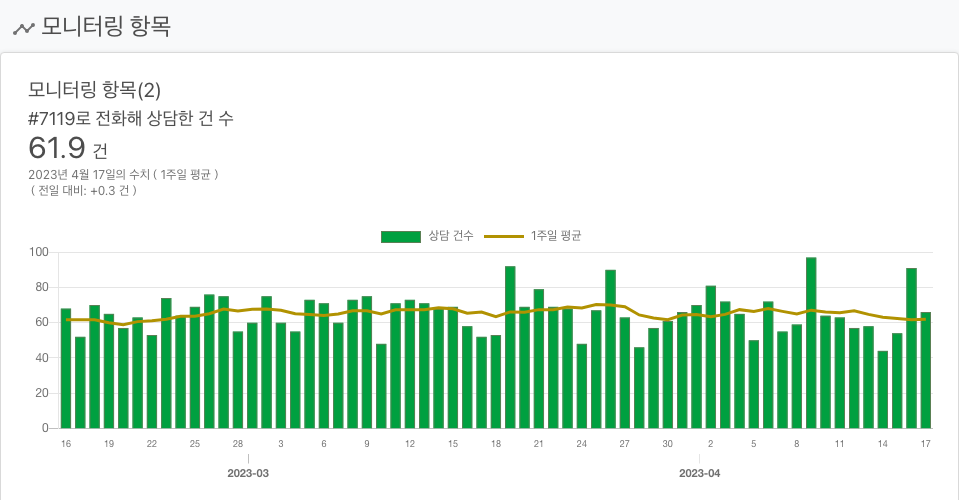 모니터링 항목
모니터링 항목(2)
#7119로 전화해 상담한 건 수
61.9 건
2023년 4월 17일의 수치 ( 1주일 평균 )
( 전일 대비: +0.3 건 )
상담 건수 1주일 평균
100
80
60
40
20
0
16 19 22 25 28 3 6 9 12 15 18 21 24 27 30 2 5 8 11 14 17
2023-03 2023-04